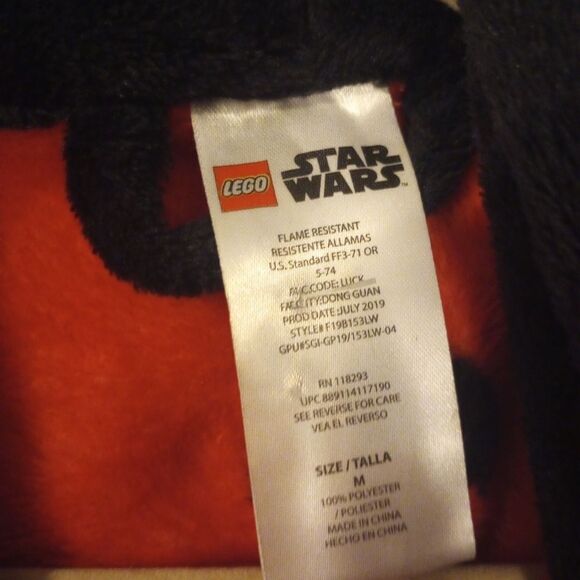 LEGO
STAR
WARS™
FLAME RESISTANT
RESISTENTE ALLAMAS
U.S. Standard FF3-71 OR
5-74
FAC.CODE: LUCK
FACILITY:DONG GUAN
PROD DATE:JULY 2019
STYLE# F19B153LW
GPU#SGI-GP19/153LW-04
RN 118293
UPC 889114117190
SEE REVERSE FOR CARE
VEA EL REVERSO
SIZE / TALLA
M
100% POLYESTER
/ POLIESTER
MADE IN CHINA
HECHO EN CHINA